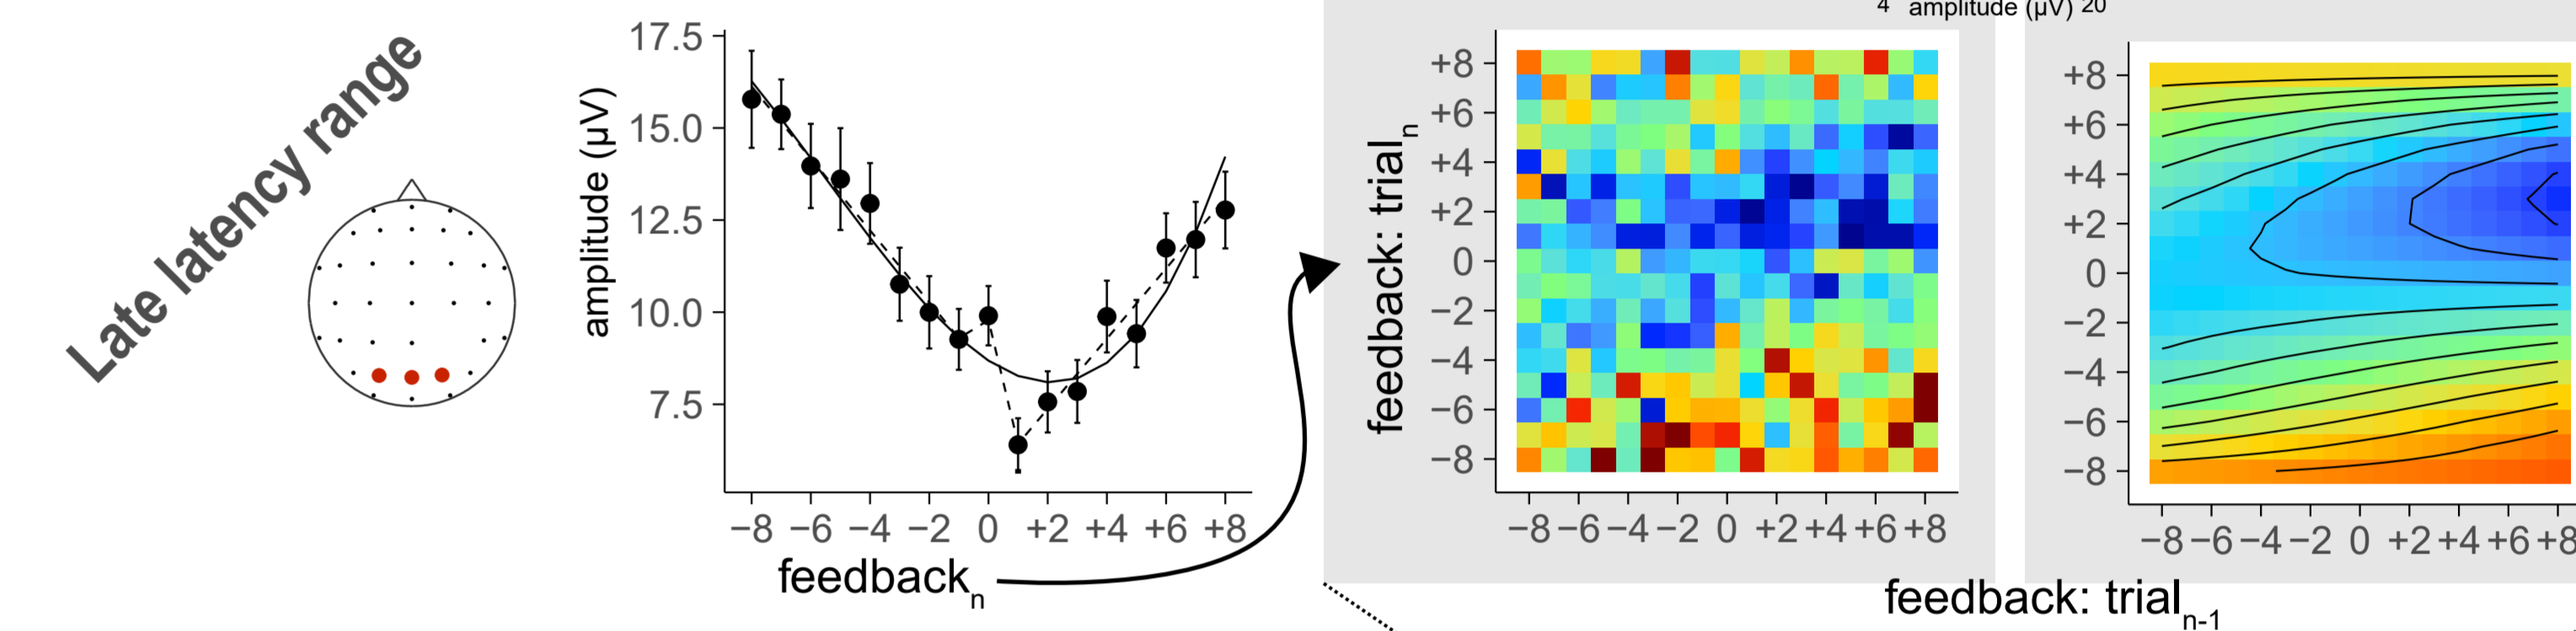 Late latency range
amplitude (µV)
17.5
15.0
12.5
10.0
7.5
−8 −6 −4 −2 0 +2 +4 +6 +8
feedbackn
4 amplitude (µV) 20
feedback: trialn
+8
+6
+4
+2
0
−2
−4
−6
−8
−8 −6 −4 −2 0 +2 +4 +6 +8
+8
+6
+4
+2
0
−2
−4
−6
−8
−8 −6 −4 −2 0 +2 +4 +6 +8
feedback: trialn-1